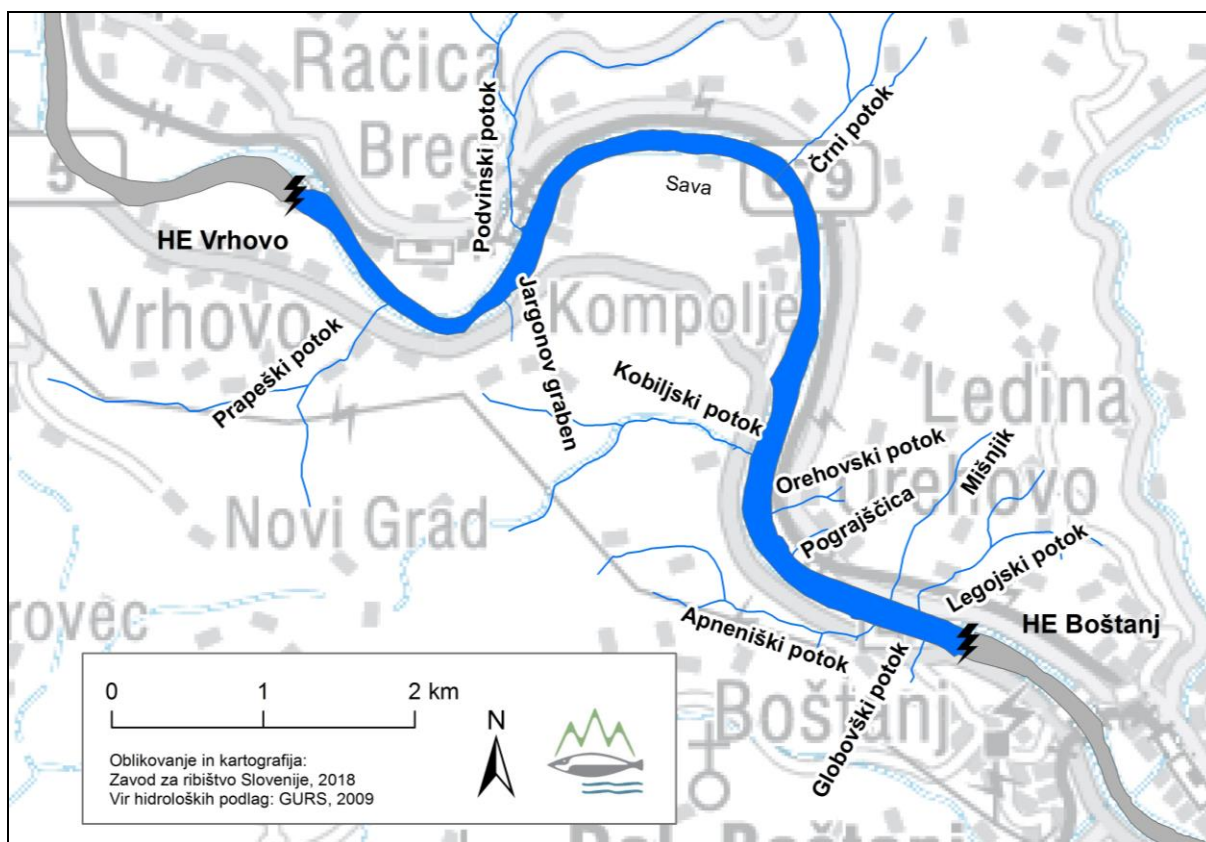 Račica
Breg
5
Podvinski potok
Črni potok
Sava
679
HE Vrhovo
Vrhovo
Jargonov graben
Kompolje
Prapeški potok
Kobiljski potok
Ledina
Orehovski potok
Mišnjik
Orehovo
Pograjščica
Novi Grad
Legojski potok
Apneniški potok
HE Boštanj
Globovški potok
Boštanj
0 1 2 km
N
Oblikovanje in kartografija:
Zavod za ribištvo Slovenije, 2018
Vir hidroloških podlag: GURS, 2009